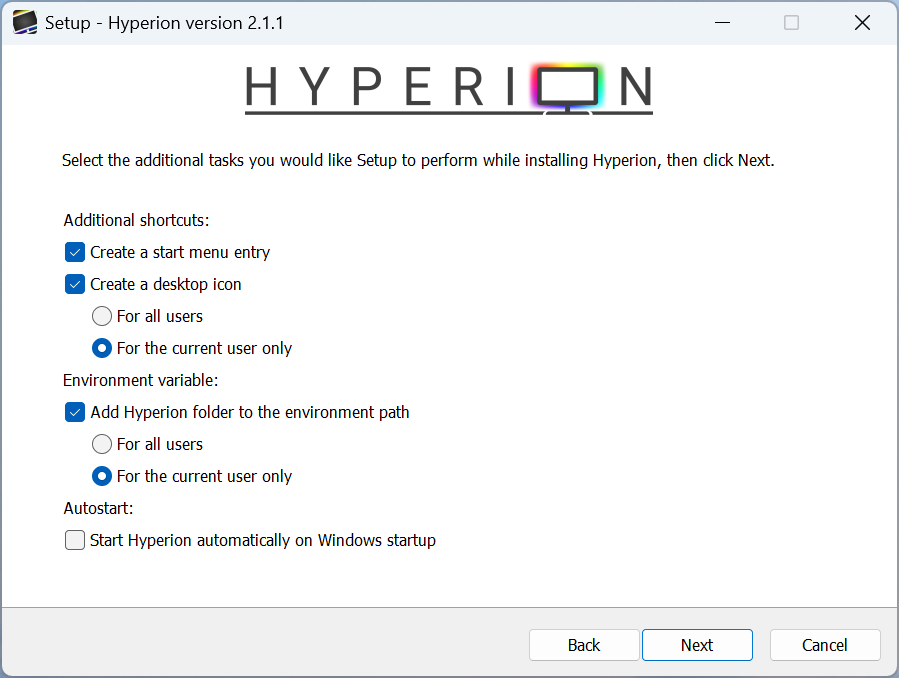 Setup - Hyperion version 2.1.1
HYPERION
Select the additional tasks you would like Setup to perform while installing Hyperion, then click Next.
Additional shortcuts:
Create a start menu entry
Create a desktop icon
For all users
For the current user only
Environment variable:
Add Hyperion folder to the environment path
For all users
For the current user only
Autostart:
Start Hyperion automatically on Windows startup
Back Next Cancel